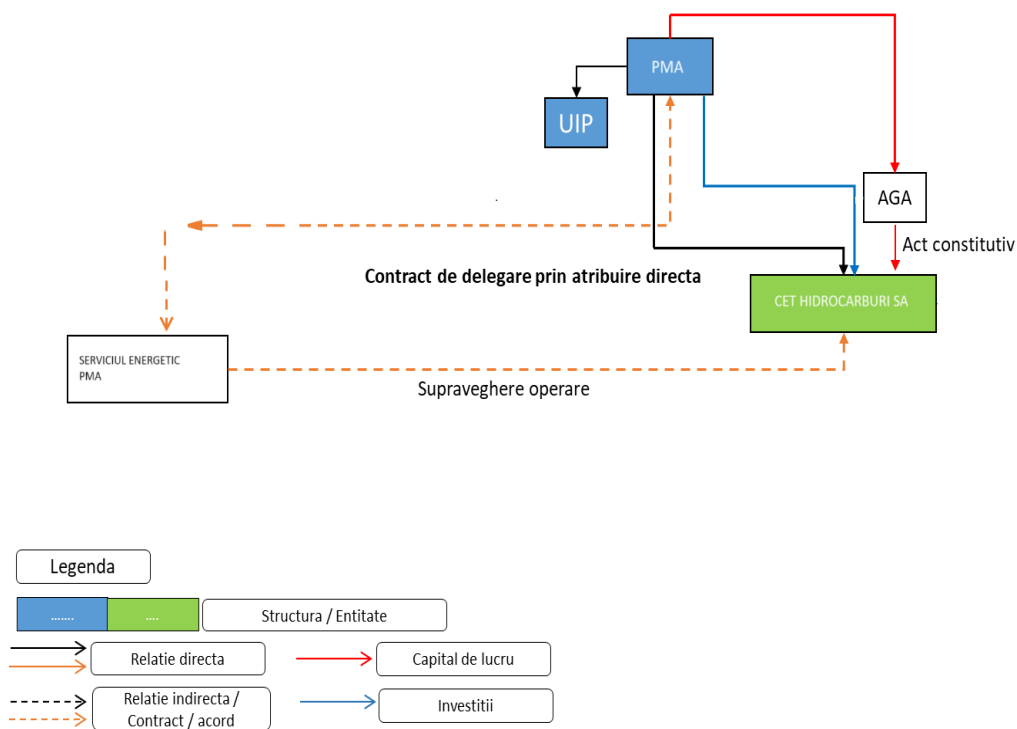 PMA
UIP
AGA
Act constitutiv
Contract de delegare prin atribuire directa
CET HIDROCARBURI SA
SERVICIUL ENERGETIC
PMA
Supraveghere operare
Legenda
....... ....
Structura / Entitate
Relatie directa
Capital de lucru
Relatie indirecta /
Contract / acord
Investitii